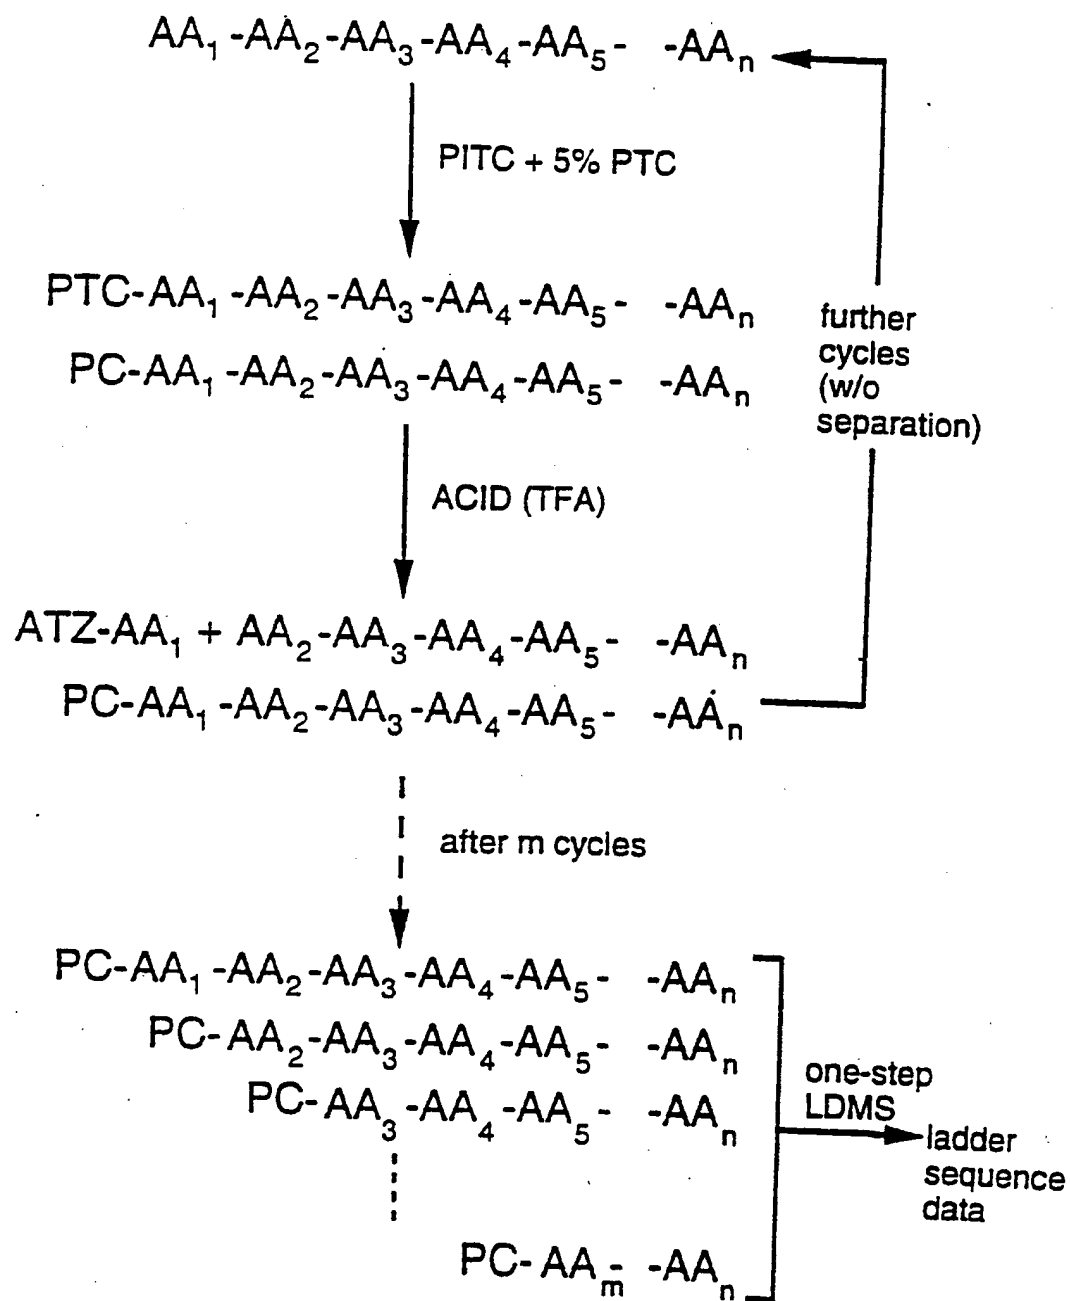 AA₁ -AA₂-AA₃-AA₄-AA₅- -AAₙ
PITC + 5% PTC
PTC-AA₁ -AA₂-AA₃-AA₄-AA₅- -AAₙ
PC-AA₁ -AA₂-AA₃-AA₄-AA₅- -AAₙ
further
cycles
(w/o
separation)
ACID (TFA)
ATZ-AA₁ + AA₂-AA₃-AA₄-AA₅- -AAₙ
PC-AA₁ -AA₂-AA₃-AA₄-AA₅- -AAₙ
after m cycles
PC-AA₁ -AA₂-AA₃-AA₄-AA₅- -AAₙ
PC-AA₂-AA₃-AA₄-AA₅- -AAₙ
PC-AA₃-AA₄-AA₅- -AAₙ
one-step
LDMS
ladder
sequence
data
PC- AAₘ- -AAₙ